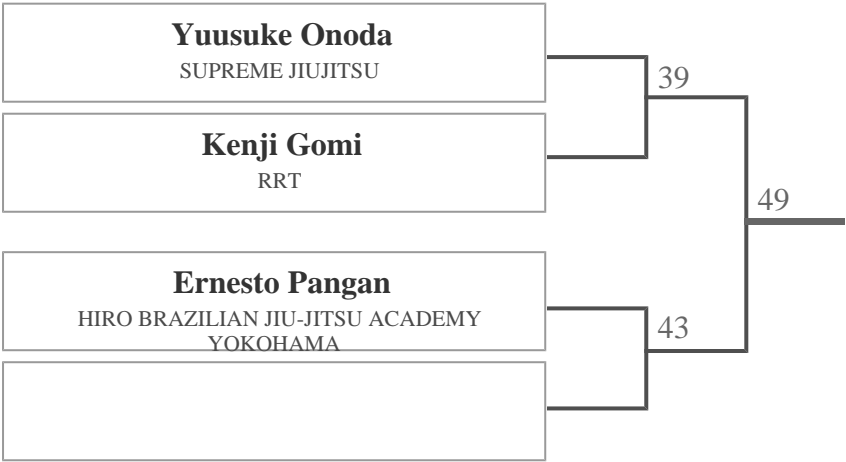 Yuusuke Onoda
SUPREME JIUJITSU
39
Kenji Gomi
RRT
49
Ernesto Pangan
HIRO BRAZILIAN JIU-JITSU ACADEMY
YOKOHAMA
43